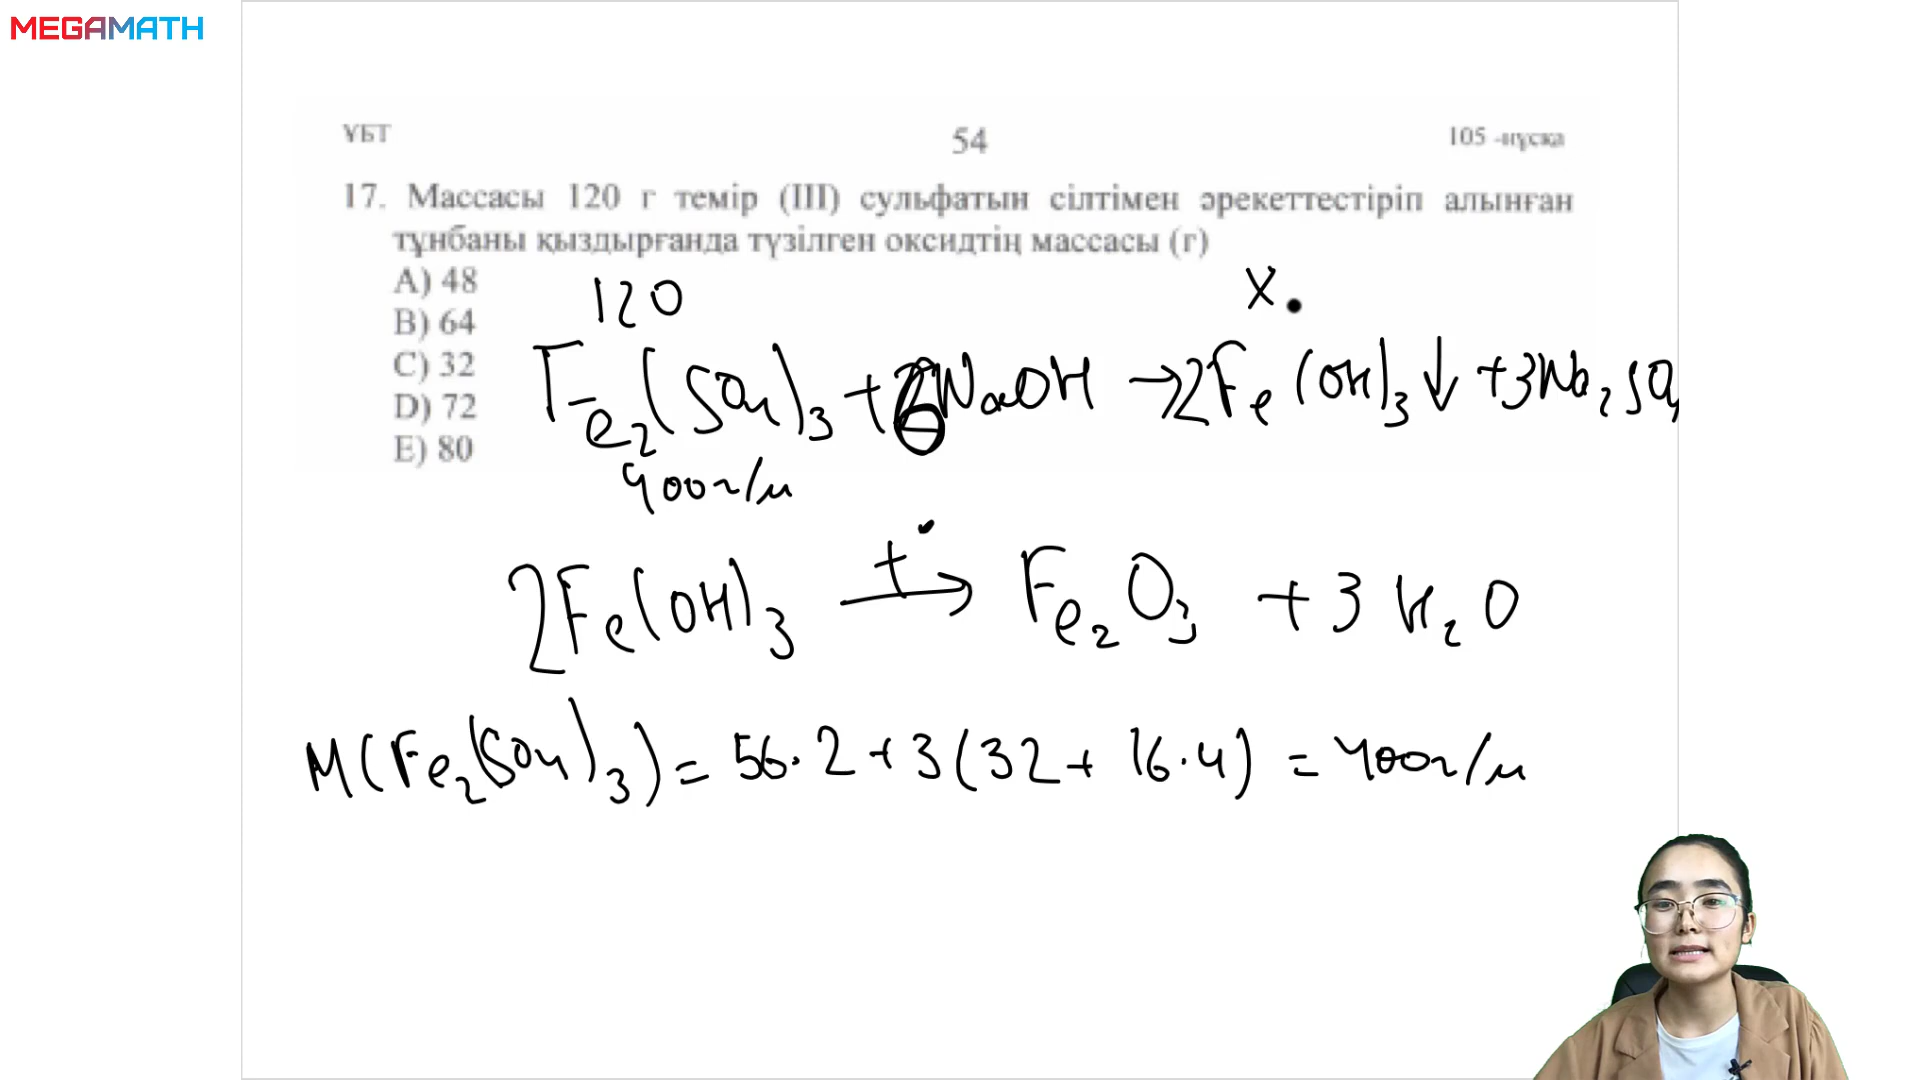 MEGAMATH
ҰБТ 54 105 -нұсқа
17. Массасы 120 г темір (III) сульфатын сілтімен әрекеттестіріп алынған
тұнбаны қыздырғанда түзілген оксидтің массасы (г)
A) 48
B) 64
C) 32
D) 72
E) 80
120 x
Fe₂(SO₄)₃ + 6NaOH → 2Fe(OH)₃↓ + 3Na₂SO₄
400г/м
2Fe(OH)₃ t° → Fe₂O₃ + 3H₂O
M(Fe₂(SO₄)₃) = 56·2+3(32+16·4) = 400г/м